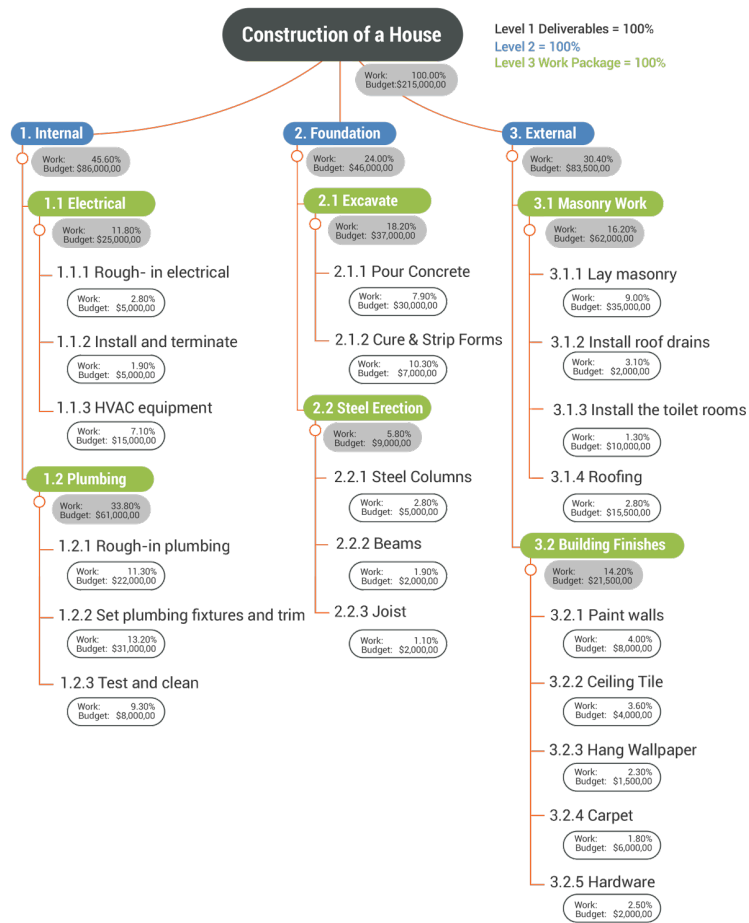 Construction of a House
Level 1 Deliverables = 100%
Level 2 = 100%
Level 3 Work Package = 100%
Work: 100.00%
Budget:$215,000,00
1. Internal
Work: 45.60%
Budget: $86,000,00
1.1 Electrical
Work: 11.80%
Budget: $25,000,00
1.1.1 Rough- in electrical
Work: 2.80%
Budget: $5,000,00
1.1.2 Install and terminate
Work: 1.90%
Budget: $5,000,00
1.1.3 HVAC equipment
Work: 7.10%
Budget: $15,000,00
1.2 Plumbing
Work: 33.80%
Budget: $61,000,00
1.2.1 Rough-in plumbing
Work: 11.30%
Budget: $22,000,00
1.2.2 Set plumbing fixtures and trim
Work: 13.20%
Budget: $31,000,00
1.2.3 Test and clean
Work: 9.30%
Budget: $8,000,00
2. Foundation
Work: 24.00%
Budget: $46,000,00
2.1 Excavate
Work: 18.20%
Budget: $37,000,00
2.1.1 Pour Concrete
Work: 7.90%
Budget: $30,000,00
2.1.2 Cure & Strip Forms
Work: 10.30%
Budget: $7,000,00
2.2 Steel Erection
Work: 5.80%
Budget: $9,000,00
2.2.1 Steel Columns
Work: 2.80%
Budget: $5,000,00
2.2.2 Beams
Work: 1.90%
Budget: $2,000,00
2.2.3 Joist
Work: 1.10%
Budget: $2,000,00
3. External
Work: 30.40%
Budget: $83,500,00
3.1 Masonry Work
Work: 16.20%
Budget: $62,000,00
3.1.1 Lay masonry
Work: 9.00%
Budget: $35,000,00
3.1.2 Install roof drains
Work: 3.10%
Budget: $2,000,00
3.1.3 Install the toilet rooms
Work: 1.30%
Budget: $10,000,00
3.1.4 Roofing
Work: 2.80%
Budget: $15,500,00
3.2 Building Finishes
Work: 14.20%
Budget: $21,500,00
3.2.1 Paint walls
Work: 4.00%
Budget: $8,000,00
3.2.2 Ceiling Tile
Work: 3.60%
Budget: $4,000,00
3.2.3 Hang Wallpaper
Work: 2.30%
Budget: $1,500,00
3.2.4 Carpet
Work: 1.80%
Budget: $6,000,00
3.2.5 Hardware
Work: 2.50%
Budget: $2,000,00